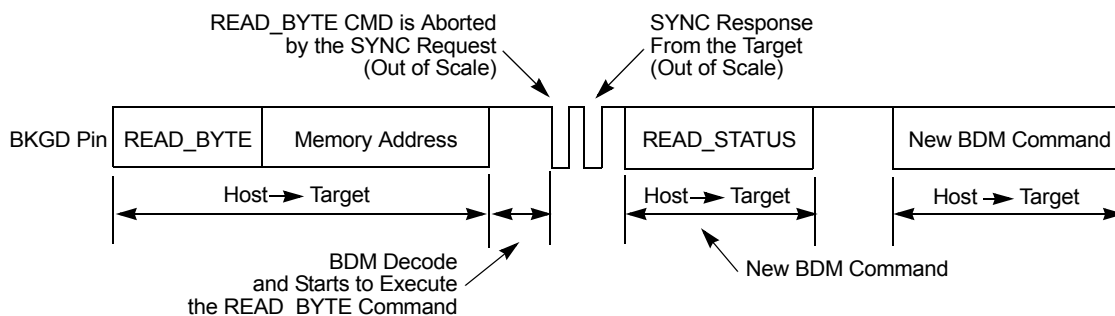 READ_BYTE CMD is Aborted
by the SYNC Request
(Out of Scale)
SYNC Response
From the Target
(Out of Scale)
BKGD Pin
READ_BYTE
Memory Address
READ_STATUS
New BDM Command
Host
Target
Host
Target
Host
Target
BDM Decode
and Starts to Execute
the READ_BYTE Command
New BDM Command